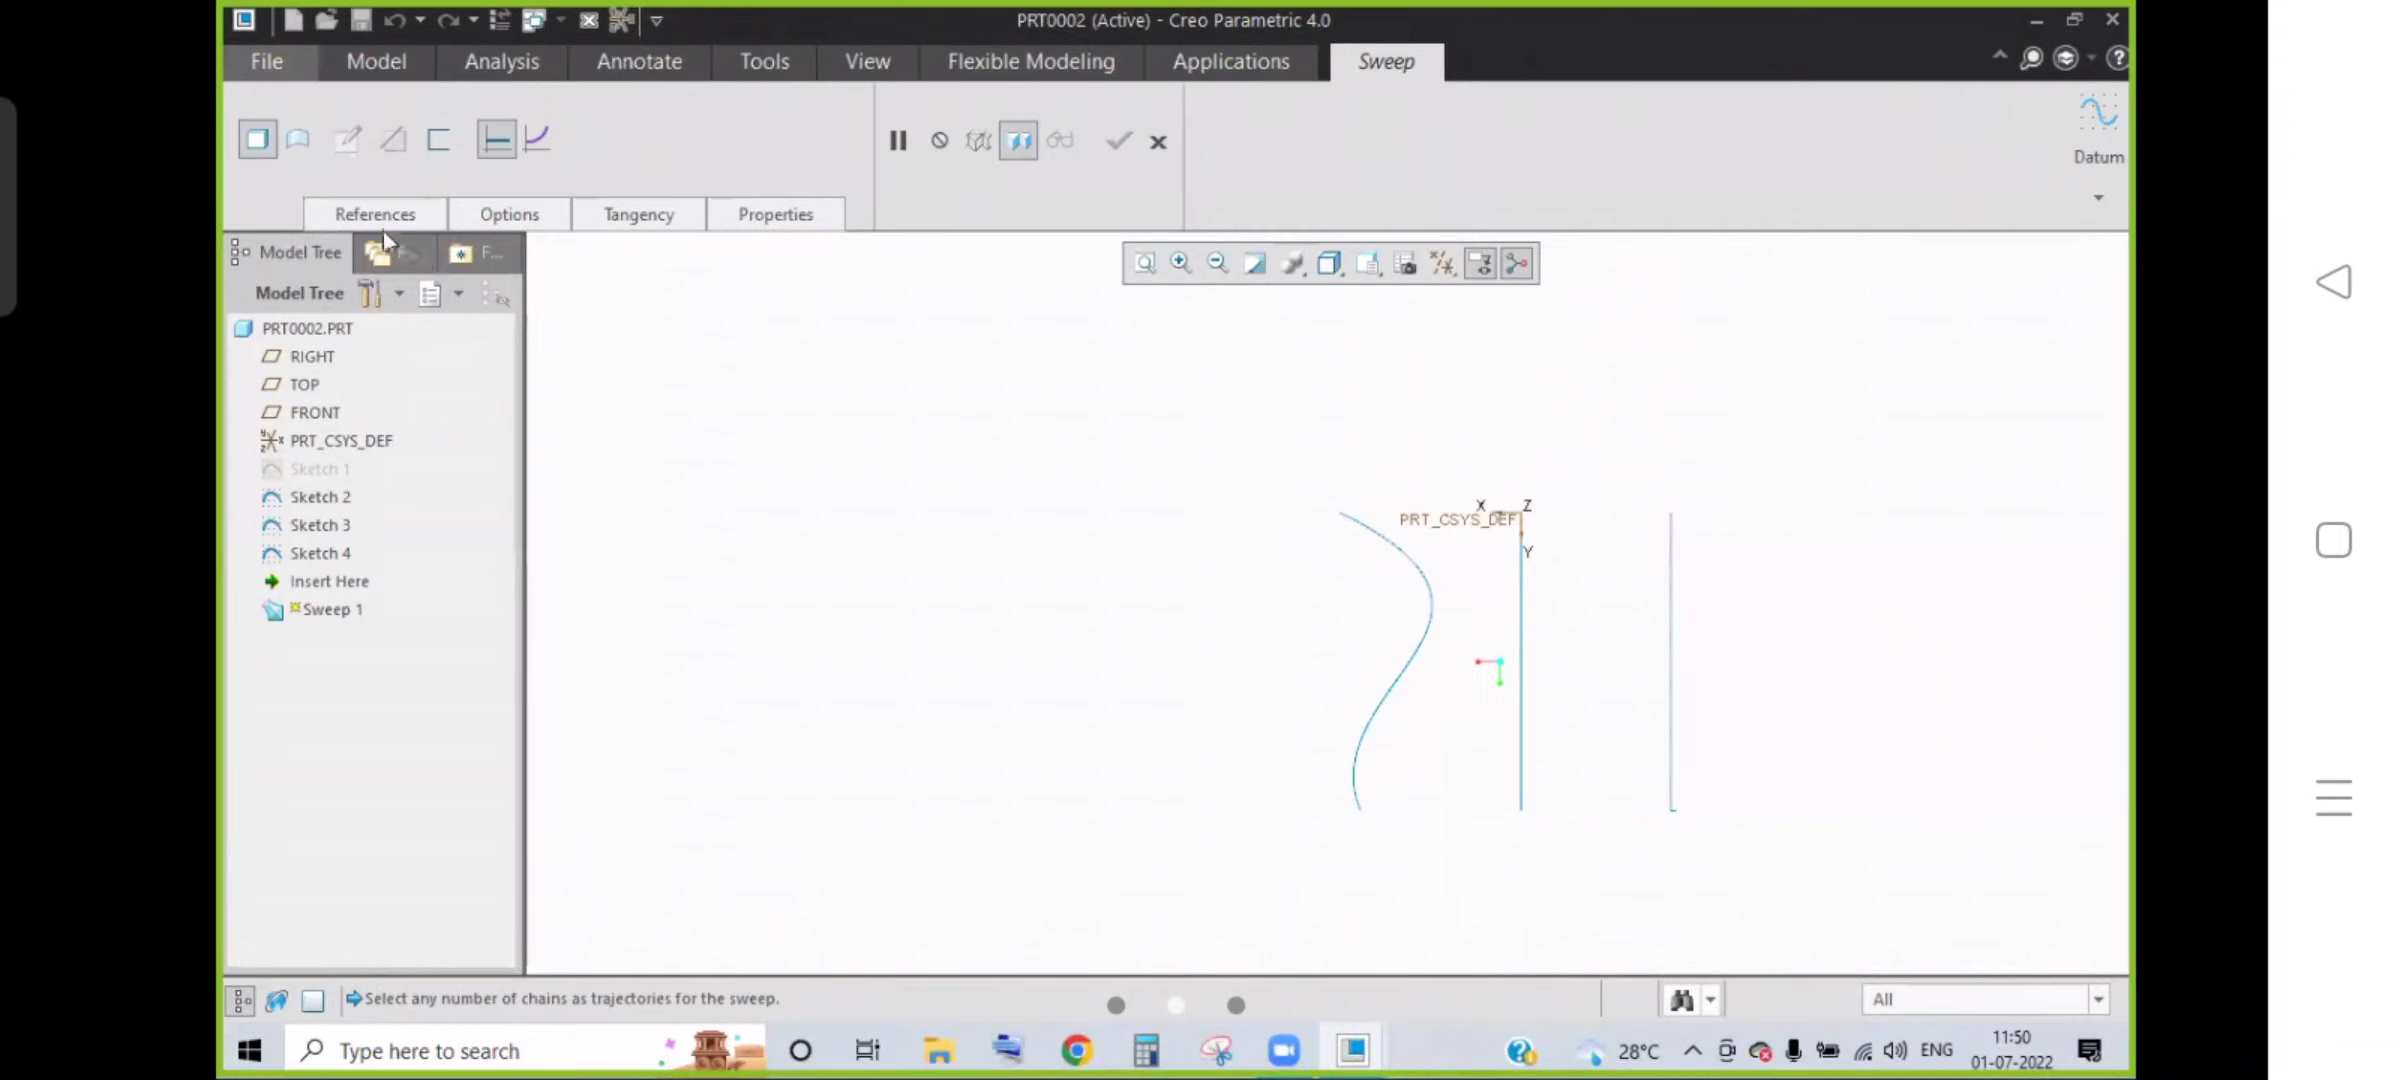 PRT0002 (Active) - Creo Parametric 4.0
File Model Analysis Annotate Tools View Flexible Modeling Applications Sweep
Datum
References Options Tangency Properties
Model Tree F...
Model Tree
PRT0002.PRT
RIGHT
TOP
FRONT
PRT_CSYS_DEF
Sketch 1
Sketch 2
Sketch 3
Sketch 4
Insert Here
Sweep 1
X Z
PRT_CSYS_DEF
Y
Select any number of chains as trajectories for the sweep.
All
Type here to search
28°C
ENG
11:50
01-07-2022